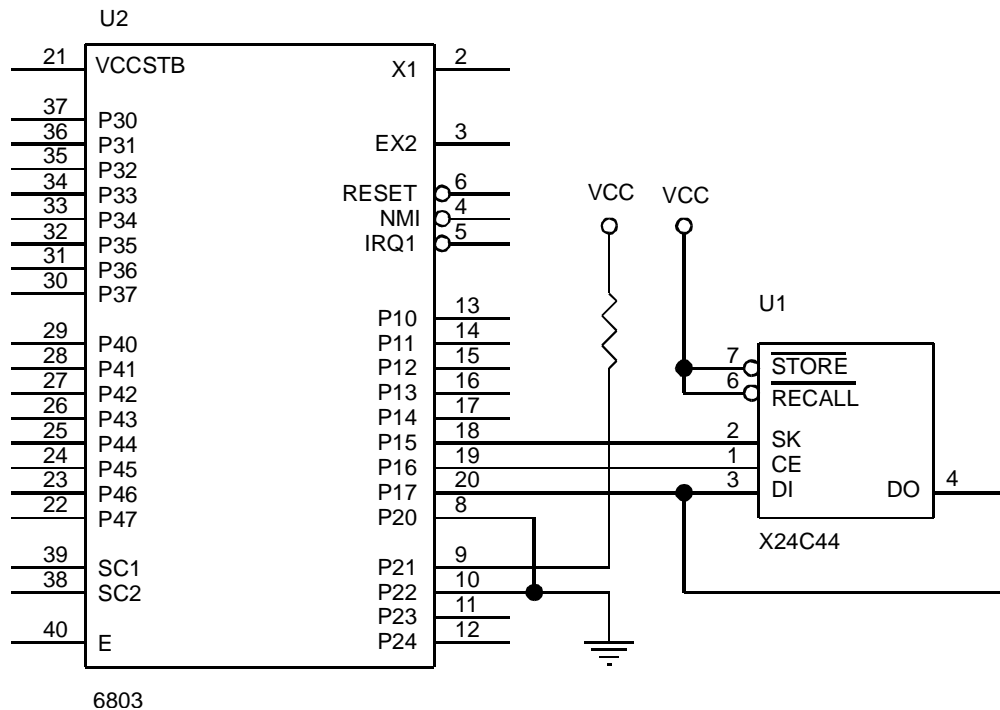 U2
21 VCCSTB X1 2
37 P30
36 P31 EX2 3
35 P32
34 P33 RESET 6
33 P34 NMI 4
32 P35 IRQ1 5
31 P36
30 P37
VCC VCC
P10 13
29 P40 P11 14
28 P41 P12 15
27 P42 P13 16
26 P43 P14 17
25 P44 P15 18
24 P45 P16 19
23 P46 P17 20
22 P47 P20 8
39 SC1 P21 9
38 SC2 P22 10
P23 11
40 E P24 12
6803
U1
7 STORE
6 RECALL
2 SK
1 CE
3 DI DO 4
X24C44